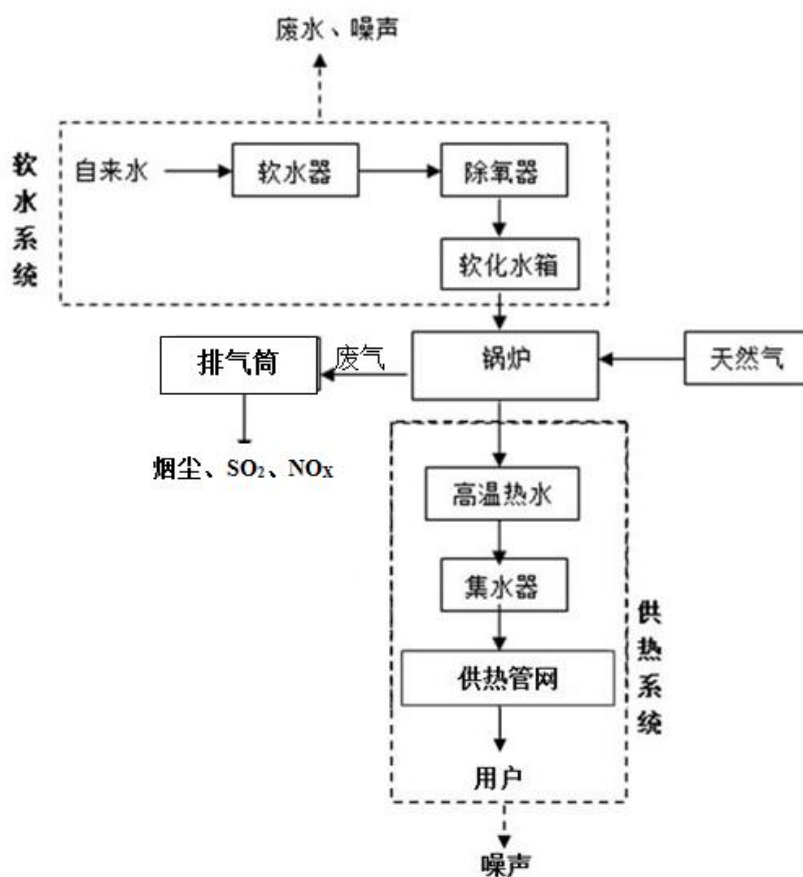 废水、噪声
软水系统
自来水
软水器
除氧器
软化水箱
排气筒
废气
锅炉
天然气
烟尘、SO₂、NOX
高温热水
集水器
供热管网
供热系统
用户
噪声